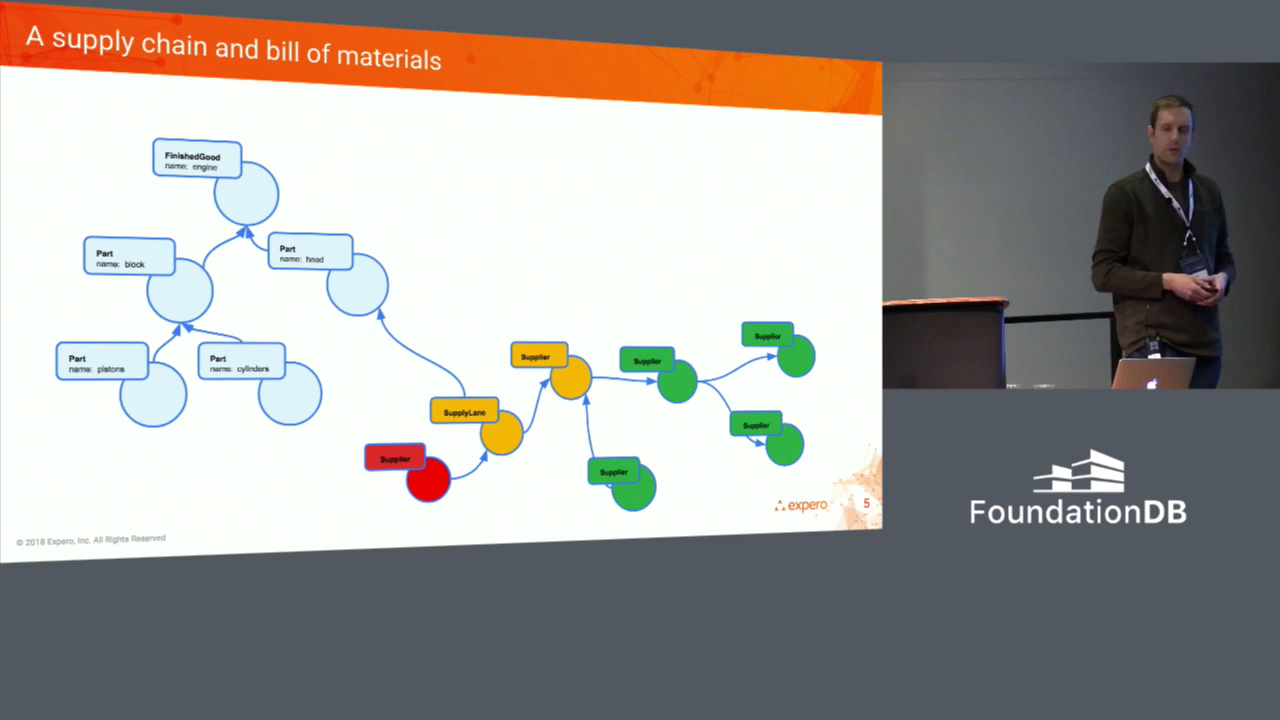 A supply chain and bill of materials
FinishedGood
name: engine
Part
name: block
Part
name: head
Part
name: pistons
Part
name: cylinders
Supplier
SupplyLane
Supplier
Supplier
Supplier
Supplier
Supplier
expero
5
© 2018 Expero, Inc. All Rights Reserved
FoundationDB